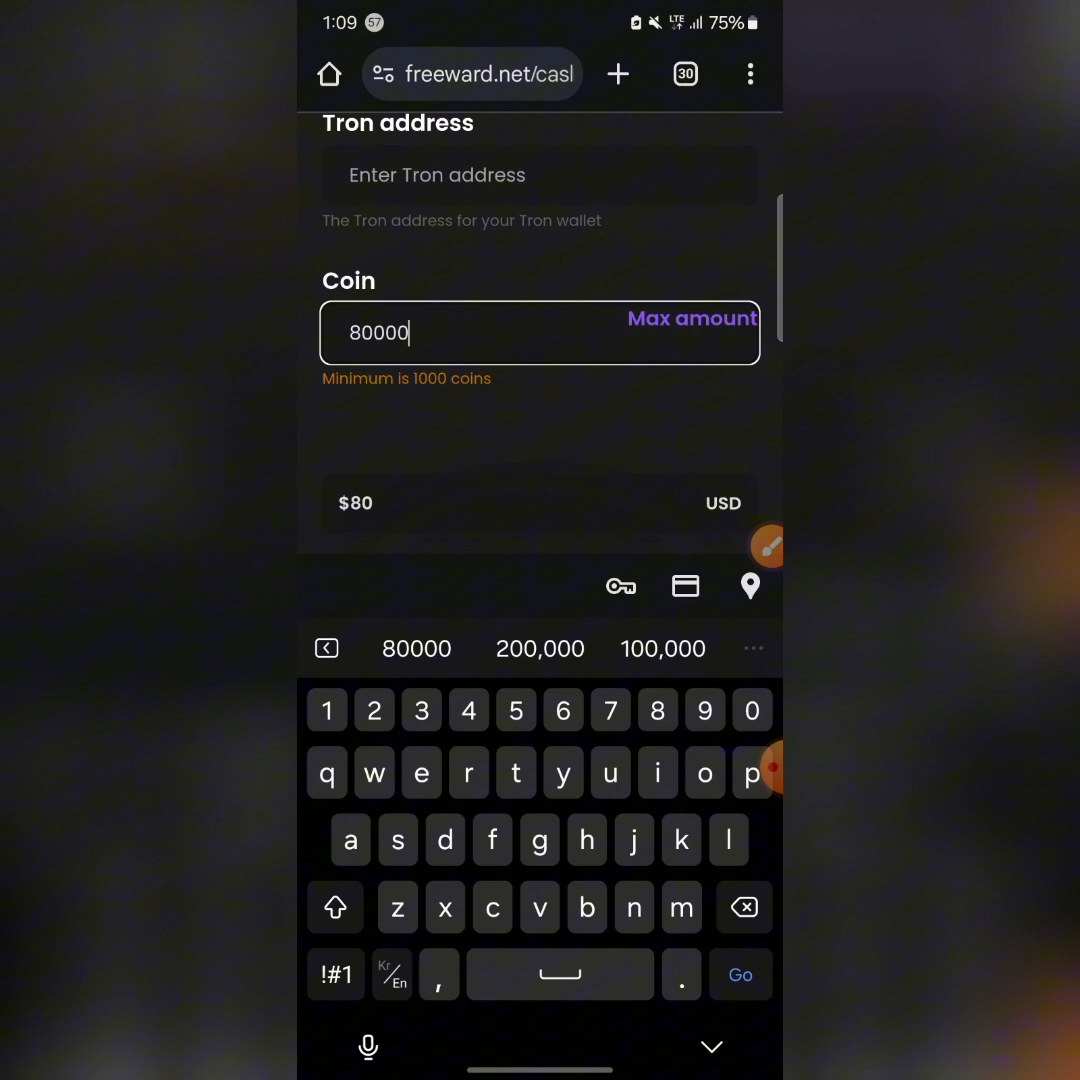 1:09 57 LTE 75%
freeward.net/casl 30
Tron address
Enter Tron address
The Tron address for your Tron wallet
Coin
80000 Max amount
Minimum is 1000 coins
$80 USD
80000 200,000 100,000 ...
1 2 3 4 5 6 7 8 9 0
q w e r t y u i o p
a s d f g h j k l
z x c v b n m
!#1 Kr/En , . Go